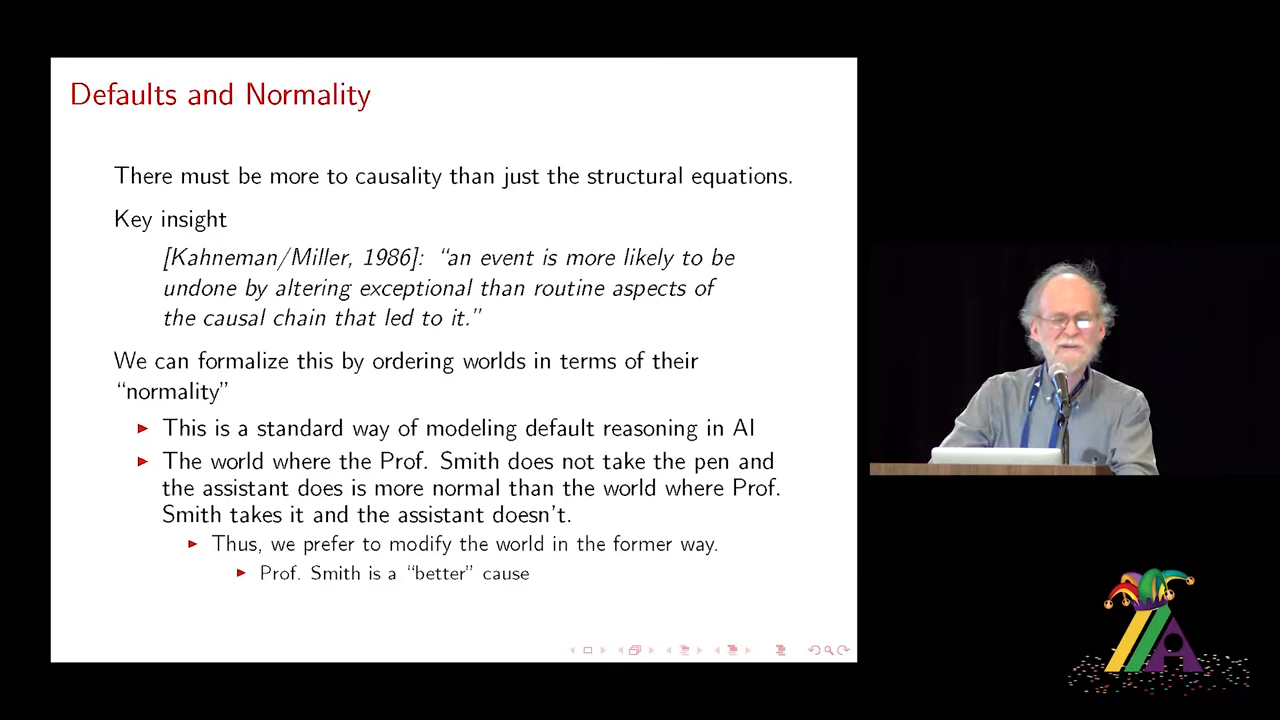 Defaults and Normality
There must be more to causality than just the structural equations.
Key insight
[Kahneman/Miller, 1986]: “an event is more likely to be
undone by altering exceptional than routine aspects of
the causal chain that led to it.”
We can formalize this by ordering worlds in terms of their
“normality”
This is a standard way of modeling default reasoning in AI
The world where the Prof. Smith does not take the pen and
the assistant does is more normal than the world where Prof.
Smith takes it and the assistant doesn't.
Thus, we prefer to modify the world in the former way.
Prof. Smith is a “better” cause